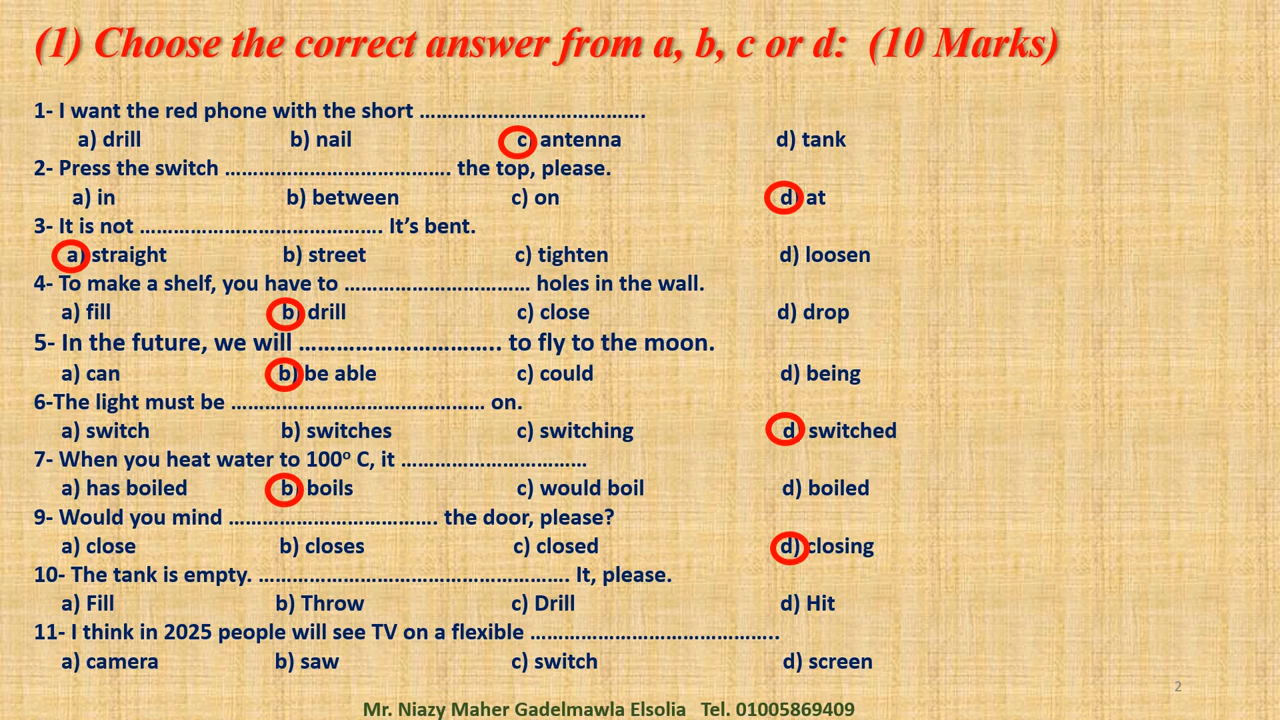 (1) Choose the correct answer from a, b, c or d: (10 Marks)
1- I want the red phone with the short ………………………………….
a) drill b) nail c) antenna d) tank
2- Press the switch …………………………………. the top, please.
a) in b) between c) on d) at
3- It is not ……………………………………. It’s bent.
a) straight b) street c) tighten d) loosen
4- To make a shelf, you have to …………………………… holes in the wall.
a) fill b) drill c) close d) drop
5- In the future, we will …………………………….. to fly to the moon.
a) can b) be able c) could d) being
6-The light must be ……………………………………… on.
a) switch b) switches c) switching d) switched
7- When you heat water to 100º C, it ……………………………
a) has boiled b) boils c) would boil d) boiled
9- Would you mind ………………………………. the door, please?
a) close b) closes c) closed d) closing
10- The tank is empty. ………………………………………………. It, please.
a) Fill b) Throw c) Drill d) Hit
11- I think in 2025 people will see TV on a flexible ……………………………………..
a) camera b) saw c) switch d) screen
2
Mr. Niazy Maher Gadelmawla Elsolia Tel. 01005869409